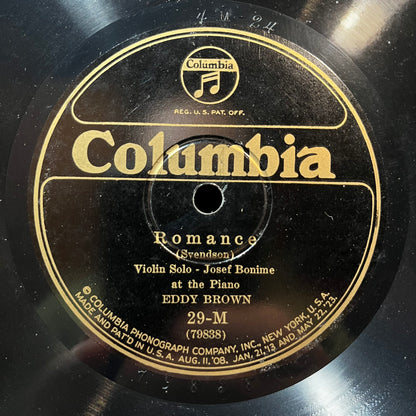 Columbia
REG. U.S. PAT. OFF.
Columbia
Romance
(Svendson)
Violin Solo - Josef Bonime
at the Piano
EDDY BROWN
29-M
(79838)
© COLUMBIA PHONOGRAPH COMPANY, INC., NEW YORK, U.S.A.
MADE AND PAT'D IN U.S.A. AUG. 11, '08. JAN. 21, '13 AND MAY 22, '23.